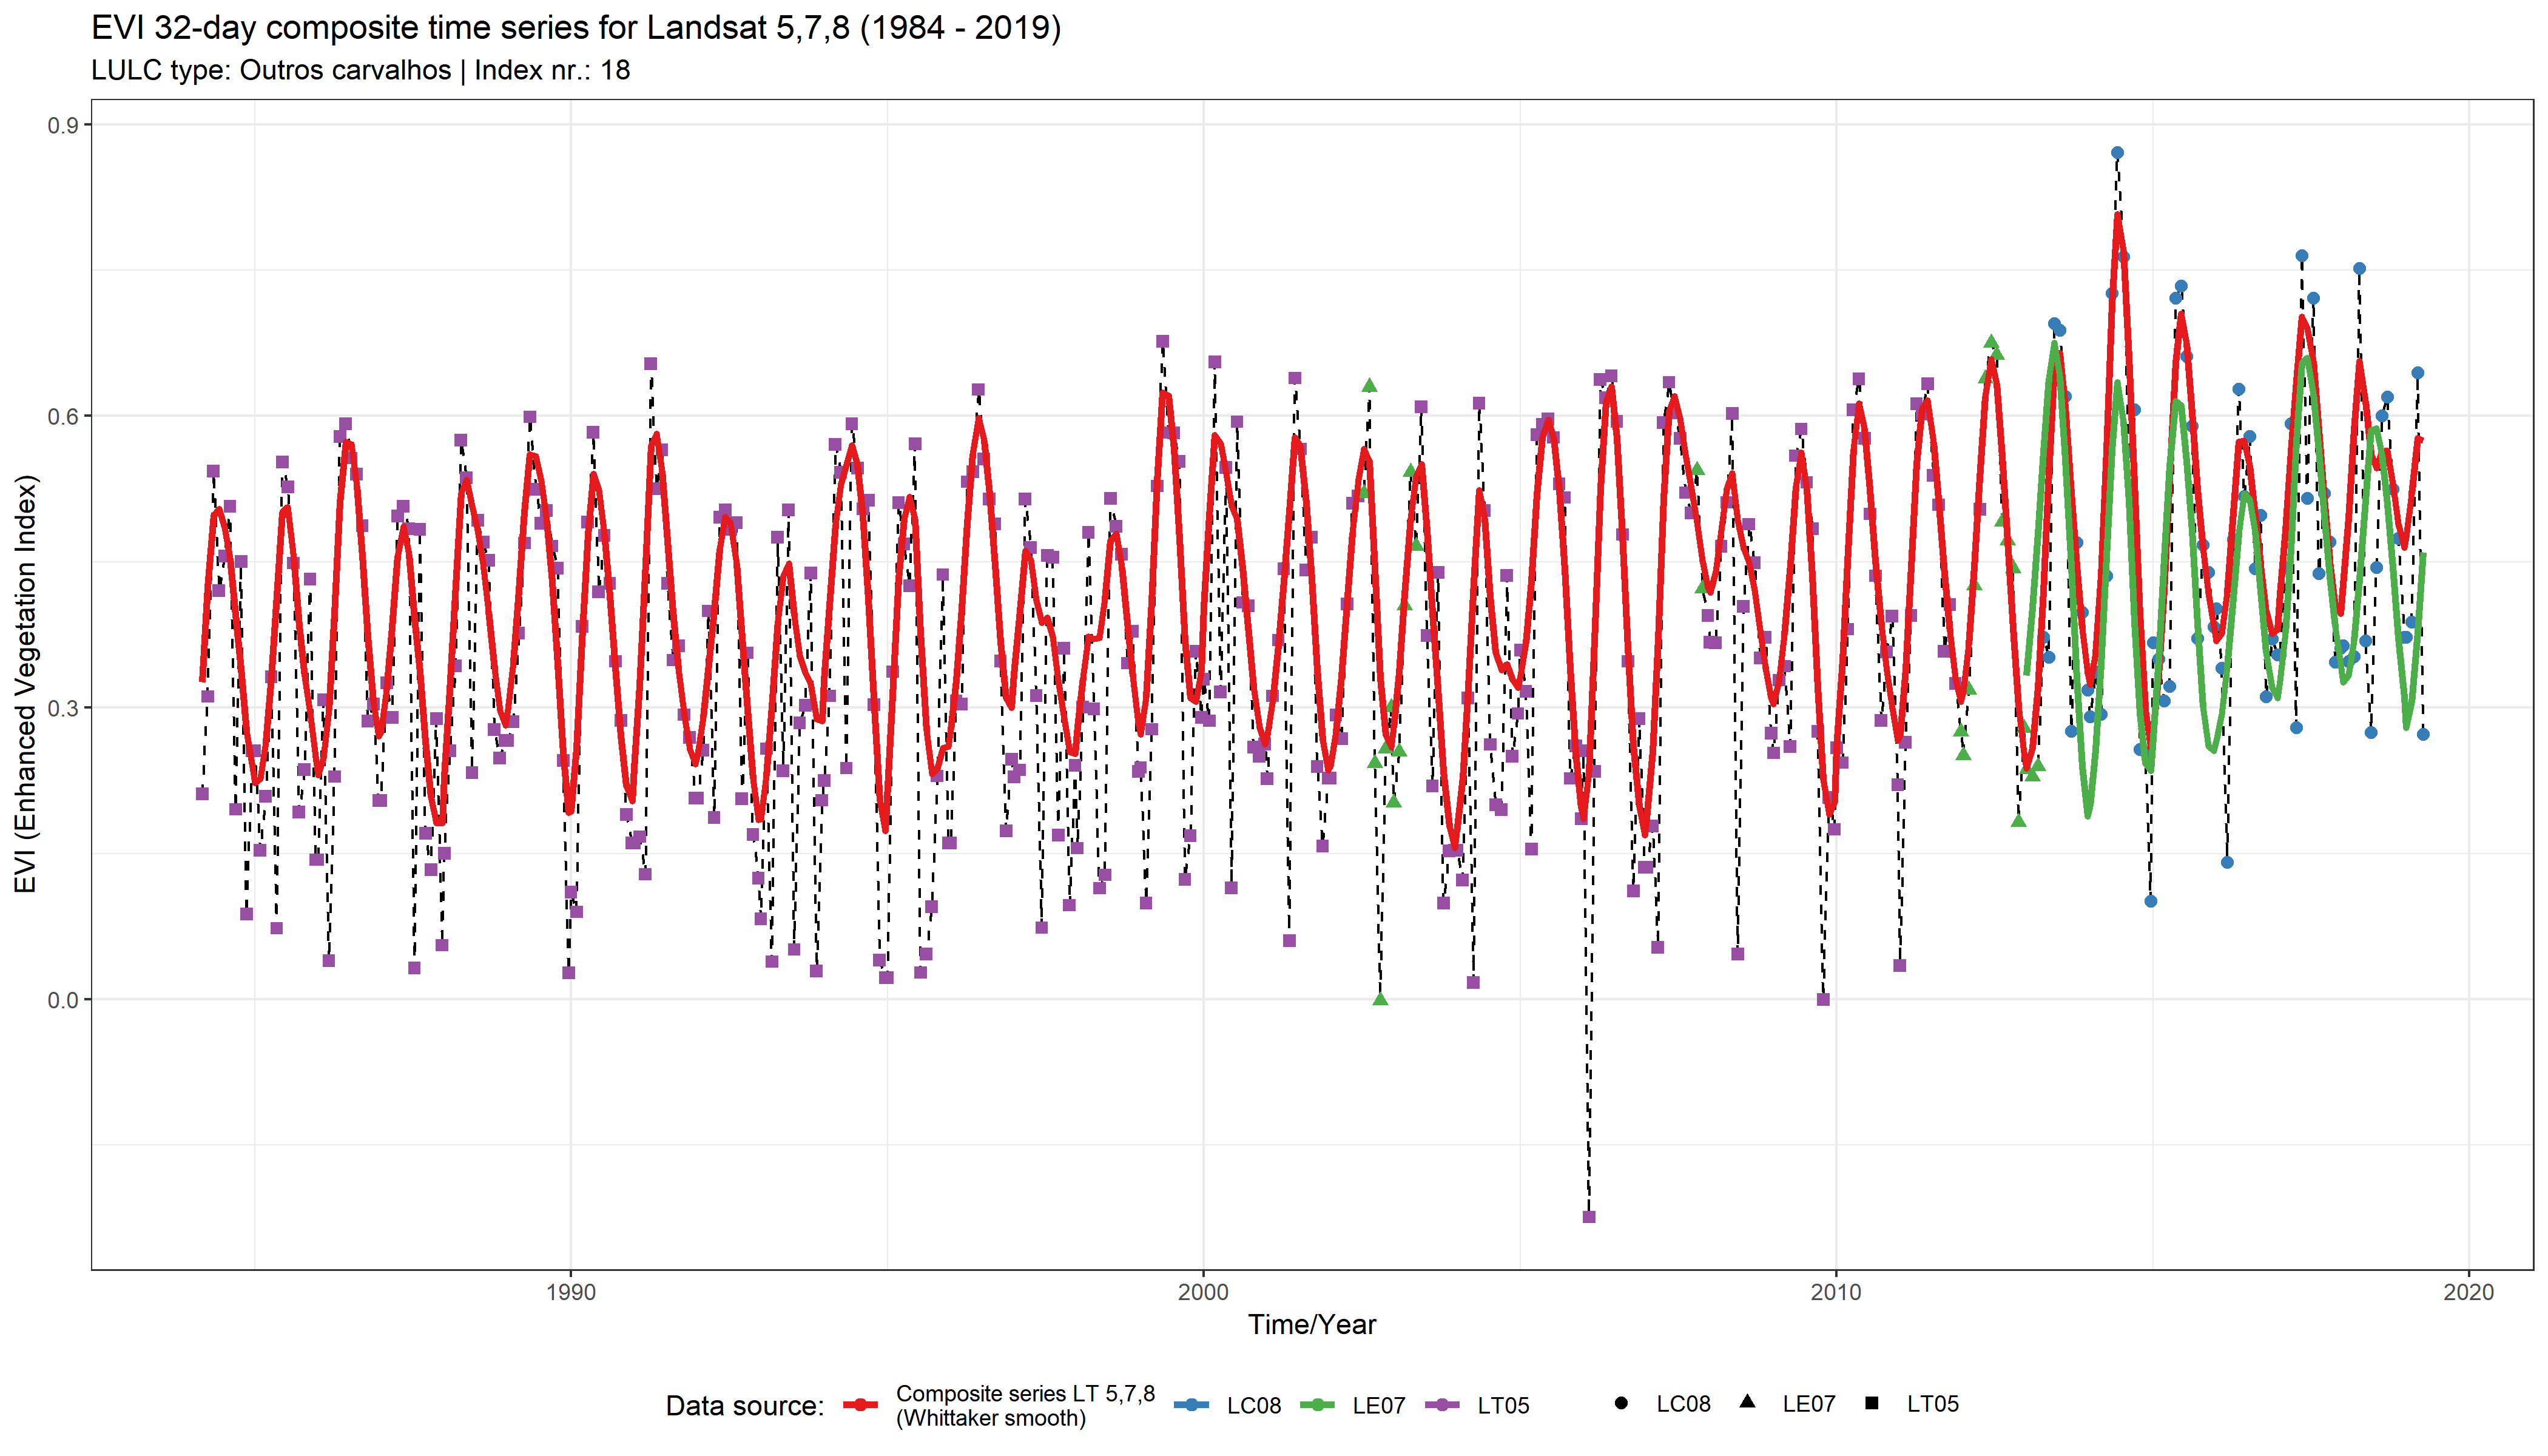 EVI 32-day composite time series for Landsat 5,7,8 (1984 - 2019)
LULC type: Outros carvalhos | Index nr.: 18
EVI (Enhanced Vegetation Index)
0.9
0.6
0.3
0.0
1990
2000
2010
2020
Time/Year
Data source:
Composite series LT 5,7,8
(Whittaker smooth)
LC08
LE07
LT05
LC08
LE07
LT05